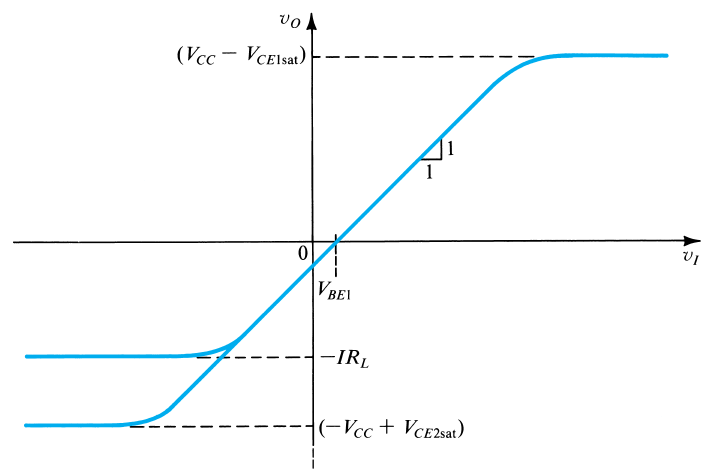 v_O
(V_CC − V_CE1sat)
1
1
0
v_I
V_BE1
−IR_L
(−V_CC + V_CE2sat)